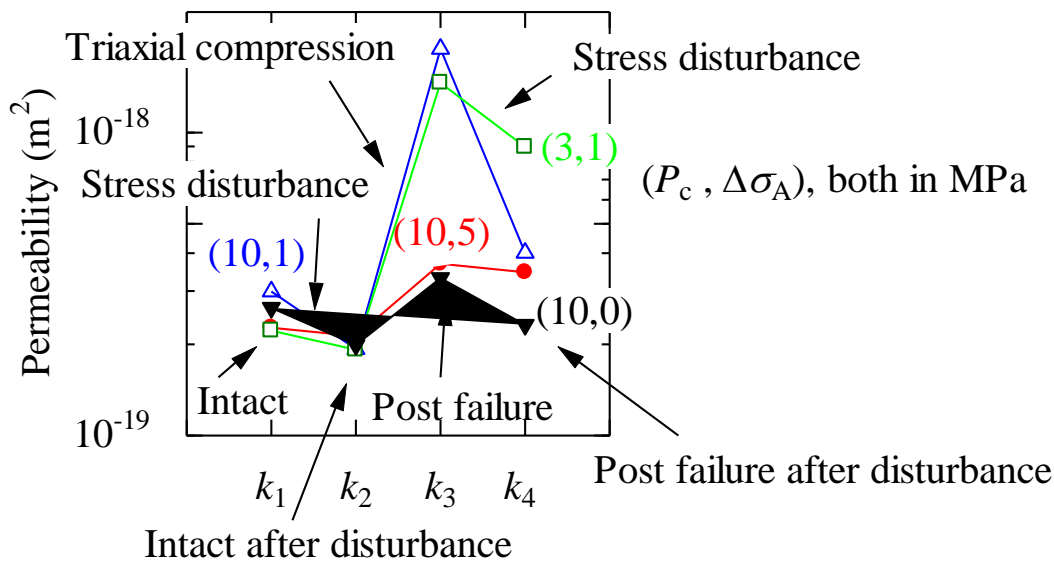 Triaxial compression
Stress disturbance
Permeability (m²)
10⁻¹⁸
(3,1)
Stress disturbance
(Pc , ΔσA), both in MPa
(10,1)
(10,5)
(10,0)
Intact
Post failure
10⁻¹⁹
Post failure after disturbance
k₁ k₂ k₃ k₄
Intact after disturbance